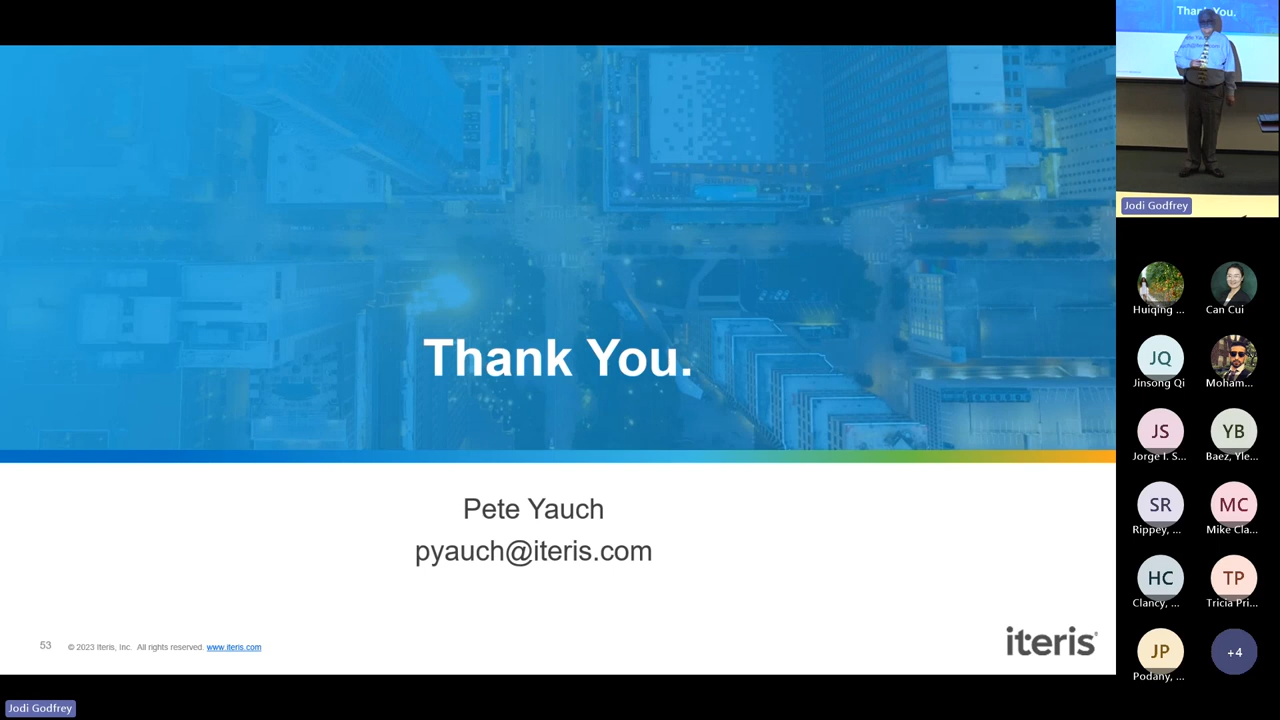 Thank You.
Pete Yauch
pyauch@iteris.com
53
© 2023 Iteris, Inc. All rights reserved. www.iteris.com
iteris
Jodi Godfrey
Thank You.
Jodi Godfrey
Huiqing ...
Can Cui
JQ
Jinsong Qi
Moham...
JS
Jorge I. S...
YB
Baez, Yle...
SR
Rippey, ...
MC
Mike Cla...
HC
Clancy, ...
TP
Tricia Pri...
JP
Podany, ...
+4